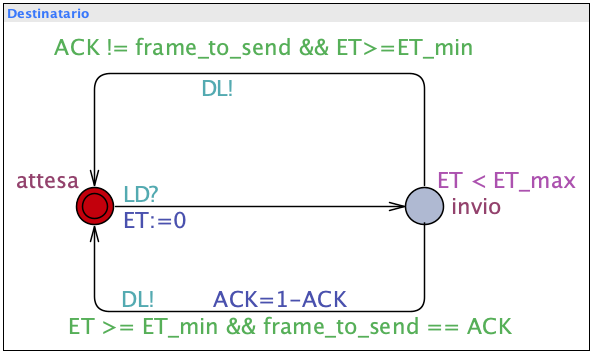 Destinatario
ACK != frame_to_send && ET>=ET_min
DL!
attesa
LD?
ET:=0
ET < ET_max
invio
DL!
ACK=1-ACK
ET >= ET_min && frame_to_send == ACK